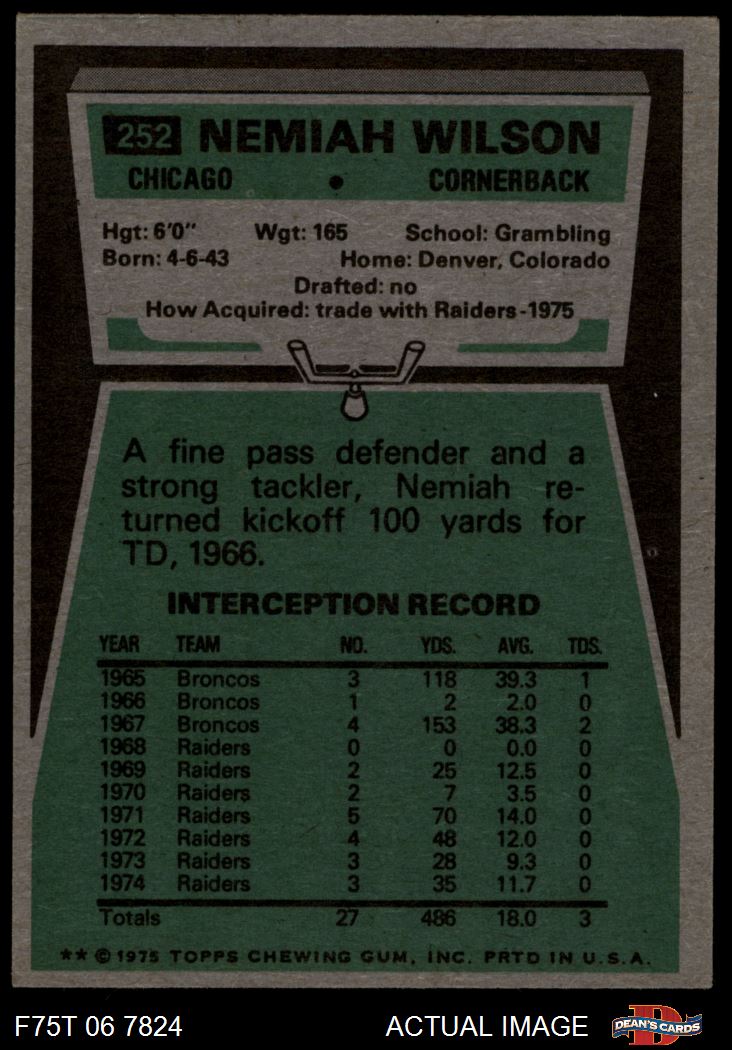 252 NEMIAH WILSON
CHICAGO • CORNERBACK
Hgt: 6'0" Wgt: 165 School: Grambling
Born: 4-6-43 Home: Denver, Colorado
Drafted: no
How Acquired: trade with Raiders-1975
A fine pass defender and a
strong tackler, Nemiah re-
turned kickoff 100 yards for
TD, 1966.
INTERCEPTION RECORD
YEAR TEAM NO. YDS. AVG. TDS.
1965 Broncos 3 118 39.3 1
1966 Broncos 1 2 2.0 0
1967 Broncos 4 153 38.3 2
1968 Raiders 0 0 0.0 0
1969 Raiders 2 25 12.5 0
1970 Raiders 2 7 3.5 0
1971 Raiders 5 70 14.0 0
1972 Raiders 4 48 12.0 0
1973 Raiders 3 28 9.3 0
1974 Raiders 3 35 11.7 0
Totals 27 486 18.0 3
** © 1975 TOPPS CHEWING GUM, INC. PRTD IN U.S.A.
F75T 06 7824 ACTUAL IMAGE D DEAN'S CARDS